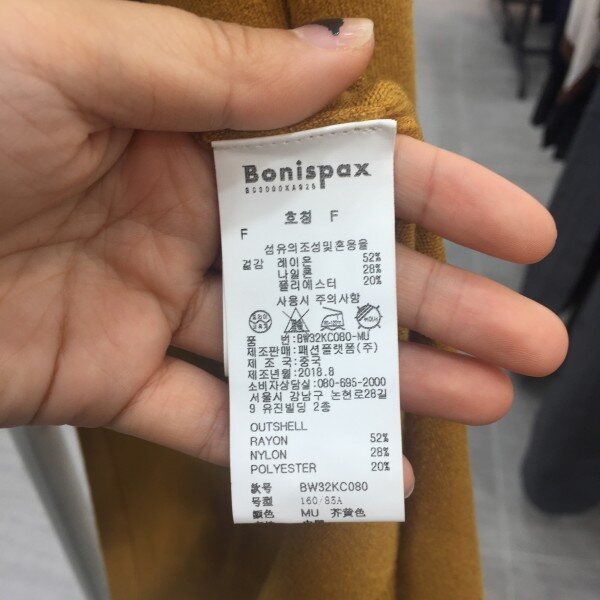 Bonispax
호칭 F
F
섬유의조성및혼용율
겉감 레이온 52%
나일론 28%
폴리에스터 20%
사용시 주의사항
품 번:BW32KC080-MU
제조판매:패션플랫폼(주)
제 조 국:중국
제조년월:2018.8
소비자상담실:080-695-2000
서울시 강남구 논현로28길
9 유진빌딩 2층
OUTSHELL
RAYON 52%
NYLON 28%
POLYESTER 20%
款号 BW32KC080
号型 160/85A
颜色 MU 芥黄色